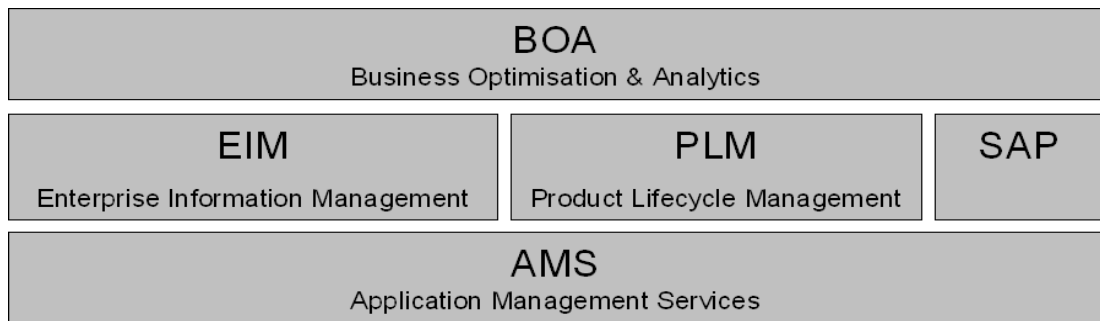 BOA
Business Optimisation & Analytics
EIM
Enterprise Information Management
PLM
Product Lifecycle Management
SAP
AMS
Application Management Services